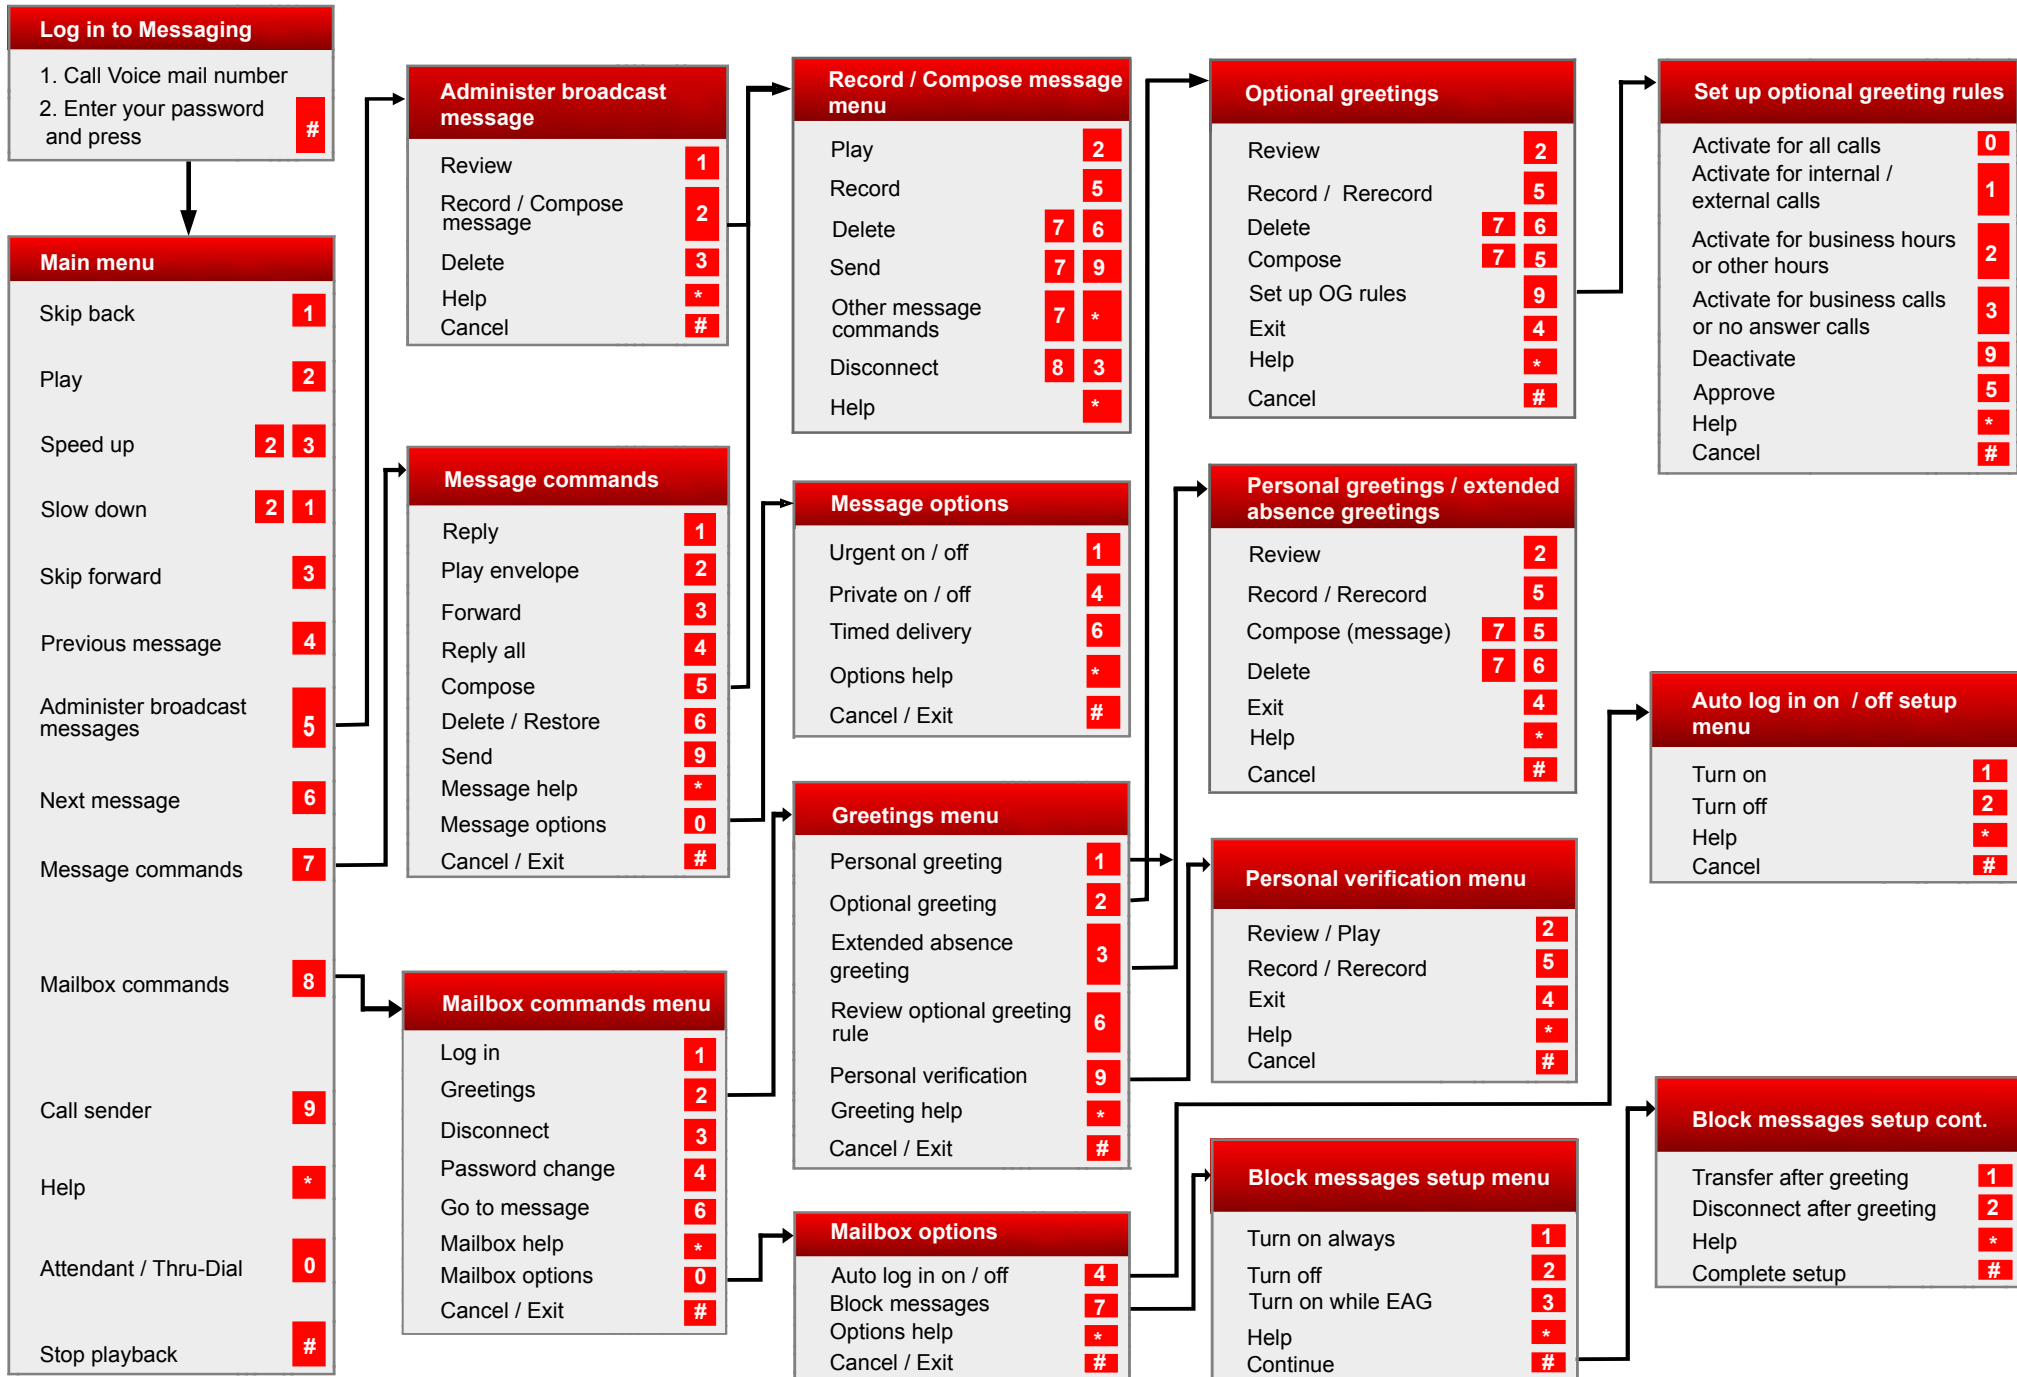 Log in to Messaging
1. Call Voice mail number
2. Enter your password
and press #
Main menu
Skip back 1
Play 2
Speed up 2 3
Slow down 2 1
Skip forward 3
Previous message 4
Administer broadcast
messages 5
Next message 6
Message commands 7
Mailbox commands 8
Call sender 9
Help *
Attendant / Thru-Dial 0
Stop playback #
Administer broadcast
message
Review 1
Record / Compose
message 2
Delete 3
Help *
Cancel #
Message commands
Reply 1
Play envelope 2
Forward 3
Reply all 4
Compose 5
Delete / Restore 6
Send 9
Message help *
Message options 0
Cancel / Exit #
Mailbox commands menu
Log in 1
Greetings 2
Disconnect 3
Password change 4
Go to message 6
Mailbox help *
Mailbox options 0
Cancel / Exit #
Record / Compose message
menu
Play 2
Record 5
Delete 7 6
Send 7 9
Other message
commands 7 *
Disconnect 8 3
Help *
Message options
Urgent on / off 1
Private on / off 4
Timed delivery 6
Options help *
Cancel / Exit #
Greetings menu
Personal greeting 1
Optional greeting 2
Extended absence
greeting 3
Review optional greeting
rule 6
Personal verification 9
Greeting help *
Cancel / Exit #
Mailbox options
Auto log in on / off 4
Block messages 7
Options help *
Cancel / Exit #
Optional greetings
Review 2
Record / Rerecord 5
Delete 7 6
Compose 7 5
Set up OG rules 9
Exit 4
Help *
Cancel #
Personal greetings / extended
absence greetings
Review 2
Record / Rerecord 5
Compose (message) 7 5
Delete 7 6
Exit 4
Help *
Cancel #
Personal verification menu
Review / Play 2
Record / Rerecord 5
Exit 4
Help *
Cancel #
Block messages setup menu
Turn on always 1
Turn off 2
Turn on while EAG 3
Help *
Continue #
Set up optional greeting rules
Activate for all calls 0
Activate for internal /
external calls 1
Activate for business hours
or other hours 2
Activate for business calls
or no answer calls 3
Deactivate 9
Approve 5
Help *
Cancel #
Auto log in on / off setup
menu
Turn on 1
Turn off 2
Help *
Cancel #
Block messages setup cont.
Transfer after greeting 1
Disconnect after greeting 2
Help *
Complete setup #